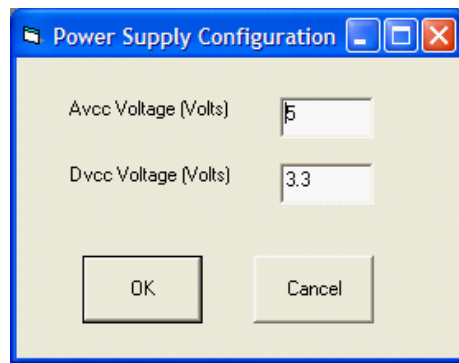 Power Supply Configuration
Avcc Voltage (Volts) 5
Dvcc Voltage (Volts) 3.3
OK Cancel